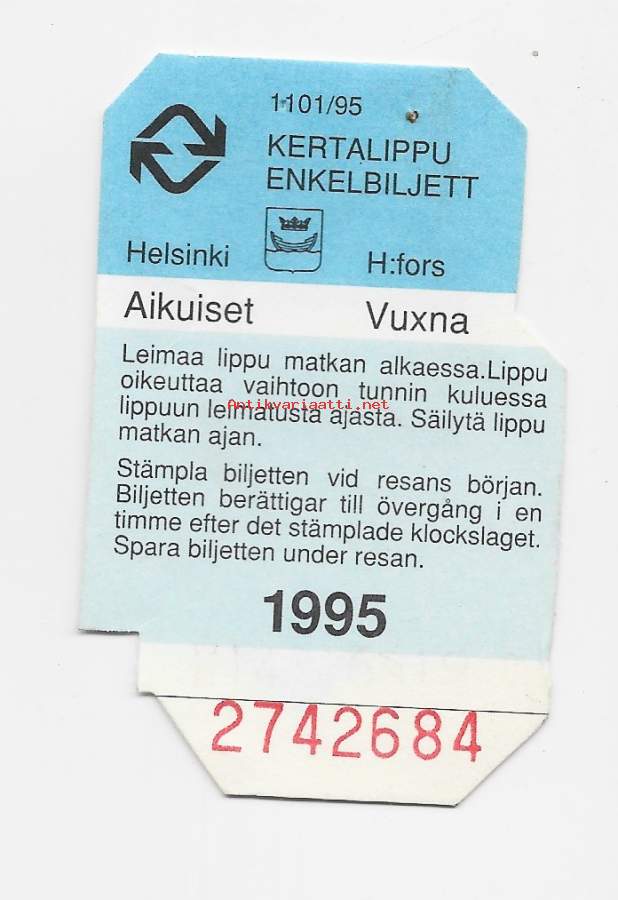 1101/95
KERTALIPPU
ENKELBILJETT
Helsinki H:fors
Aikuiset Vuxna
Leimaa lippu matkan alkaessa.Lippu
oikeuttaa vaihtoon tunnin kuluessa
lippuun leimatusta ajasta. Säilytä lippu
matkan ajan.
Antikvariaatti.net
Stämpla biljetten vid resans början.
Biljetten berättigar till övergång i en
timme efter det stämplade klockslaget.
Spara biljetten under resan.
1995
2742684